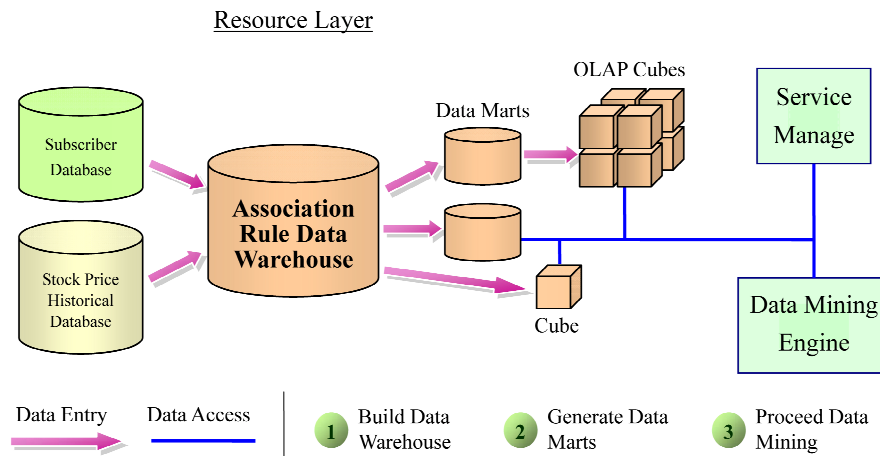 Resource Layer
OLAP Cubes
Data Marts
Service
Manage
Subscriber
Database
Association
Rule Data
Warehouse
Stock Price
Historical
Database
Cube
Data Mining
Engine
Data Entry
Data Access
1
Build Data
Warehouse
2
Generate Data
Marts
3
Proceed Data
Mining